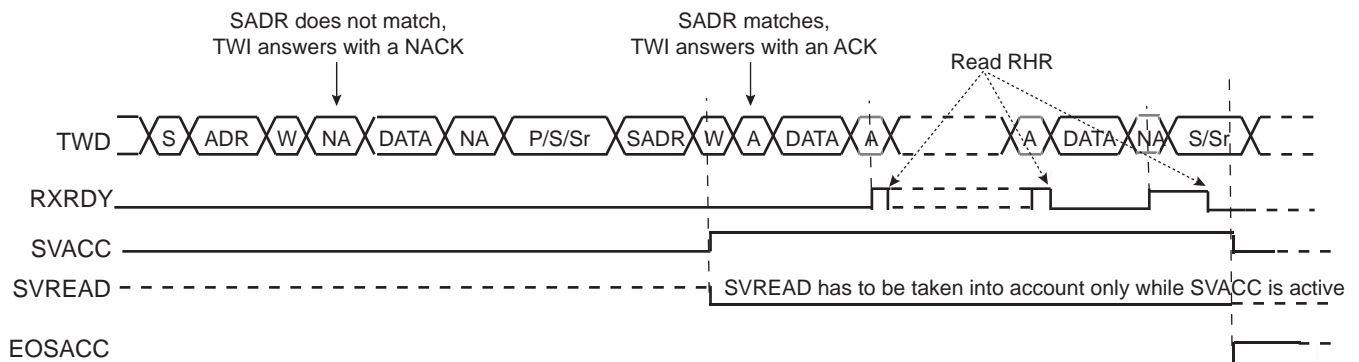 SADR does not match,
TWI answers with a NACK
SADR matches,
TWI answers with an ACK
Read RHR
TWD S ADR W NA DATA NA P/S/Sr SADR W A DATA A A DATA NA S/Sr
RXRDY
SVACC
SVREAD SVREAD has to be taken into account only while SVACC is active
EOSACC